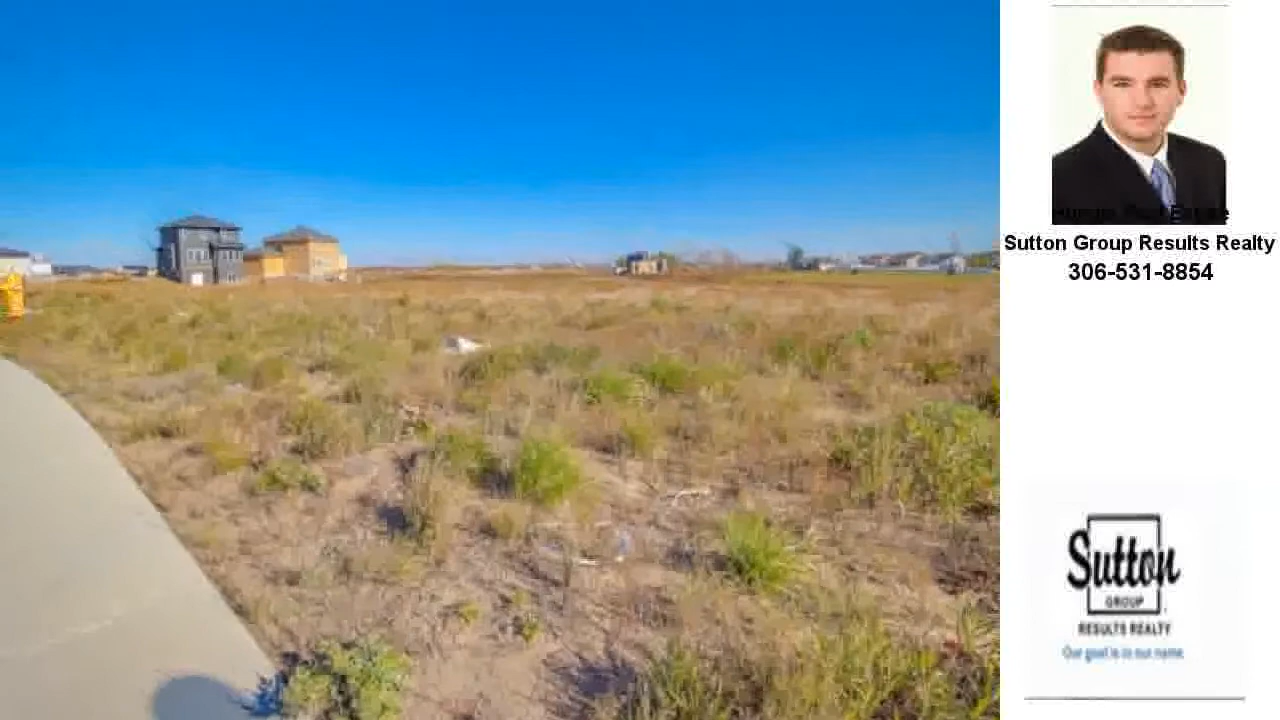 Sutton Group Results Realty
306-531-8854
Sutton
GROUP
RESULTS REALTY
Our goal is in our name